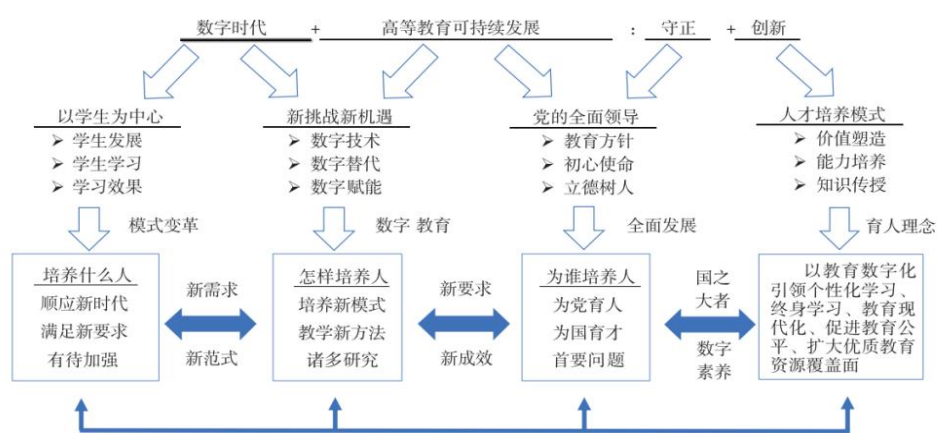 数字时代 + 高等教育可持续发展 : 守正 + 创新
以学生为中心
➢ 学生发展
➢ 学生学习
➢ 学习效果
新挑战新机遇
➢ 数字技术
➢ 数字替代
➢ 数字赋能
党的全面领导
➢ 教育方针
➢ 初心使命
➢ 立德树人
人才培养模式
➢ 价值塑造
➢ 能力培养
➢ 知识传授
模式变革
数字 教育
全面发展
育人理念
培养什么人
顺应新时代
满足新要求
有待加强
新需求
新范式
怎样培养人
培养新模式
教学新方法
诸多研究
新要求
新成效
为谁培养人
为党育人
为国育才
首要问题
国之
大者
数字
素养
以教育数字化
引领个性化学习、
终身学习、教育现
代化、促进教育公
平、扩大优质教育
资源覆盖面